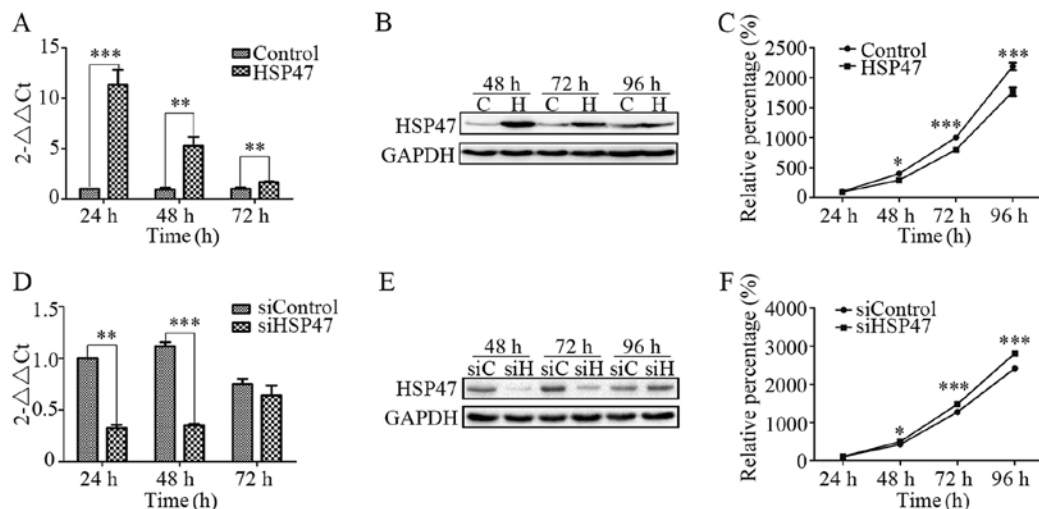 A
2-△△Ct
15
10
5
0
***
**
**
Control
HSP47
24 h 48 h 72 h
Time (h)
B
48 h 72 h 96 h
C H C H C H
HSP47
GAPDH
C
Relative percentage (%)
2500
2000
1500
1000
500
0
Control
HSP47
*
***
***
24 h 48 h 72 h 96 h
Time (h)
D
2-△△Ct
1.5
1.0
0.5
0
**
***
siControl
siHSP47
24 h 48 h 72 h
Time (h)
E
48 h 72 h 96 h
siC siH siC siH siC siH
HSP47
GAPDH
F
Relative percentage (%)
4000
3000
2000
1000
0
siControl
siHSP47
*
***
***
24 h 48 h 72 h 96 h
Time (h)